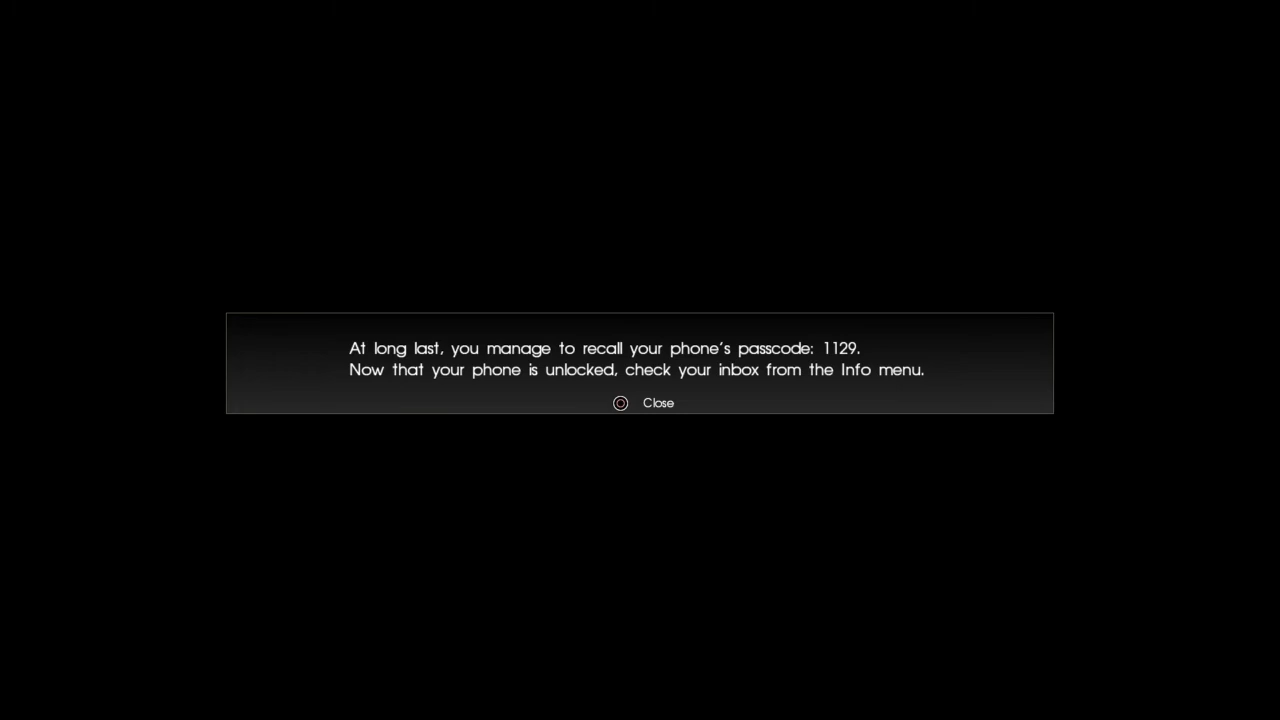 At long last, you manage to recall your phone's passcode: 1129.
Now that your phone is unlocked, check your inbox from the Info menu.
Close